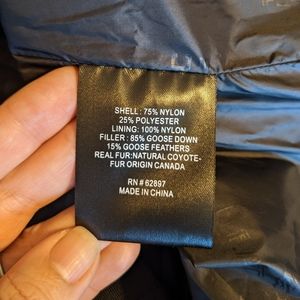 SHELL: 75% NYLON
25% POLYESTER
LINING: 100% NYLON
FILLER: 85% GOOSE DOWN
15% GOOSE FEATHERS
REAL FUR:NATURAL COYOTE-
FUR ORIGIN CANADA
RN # 62897
MADE IN CHINA